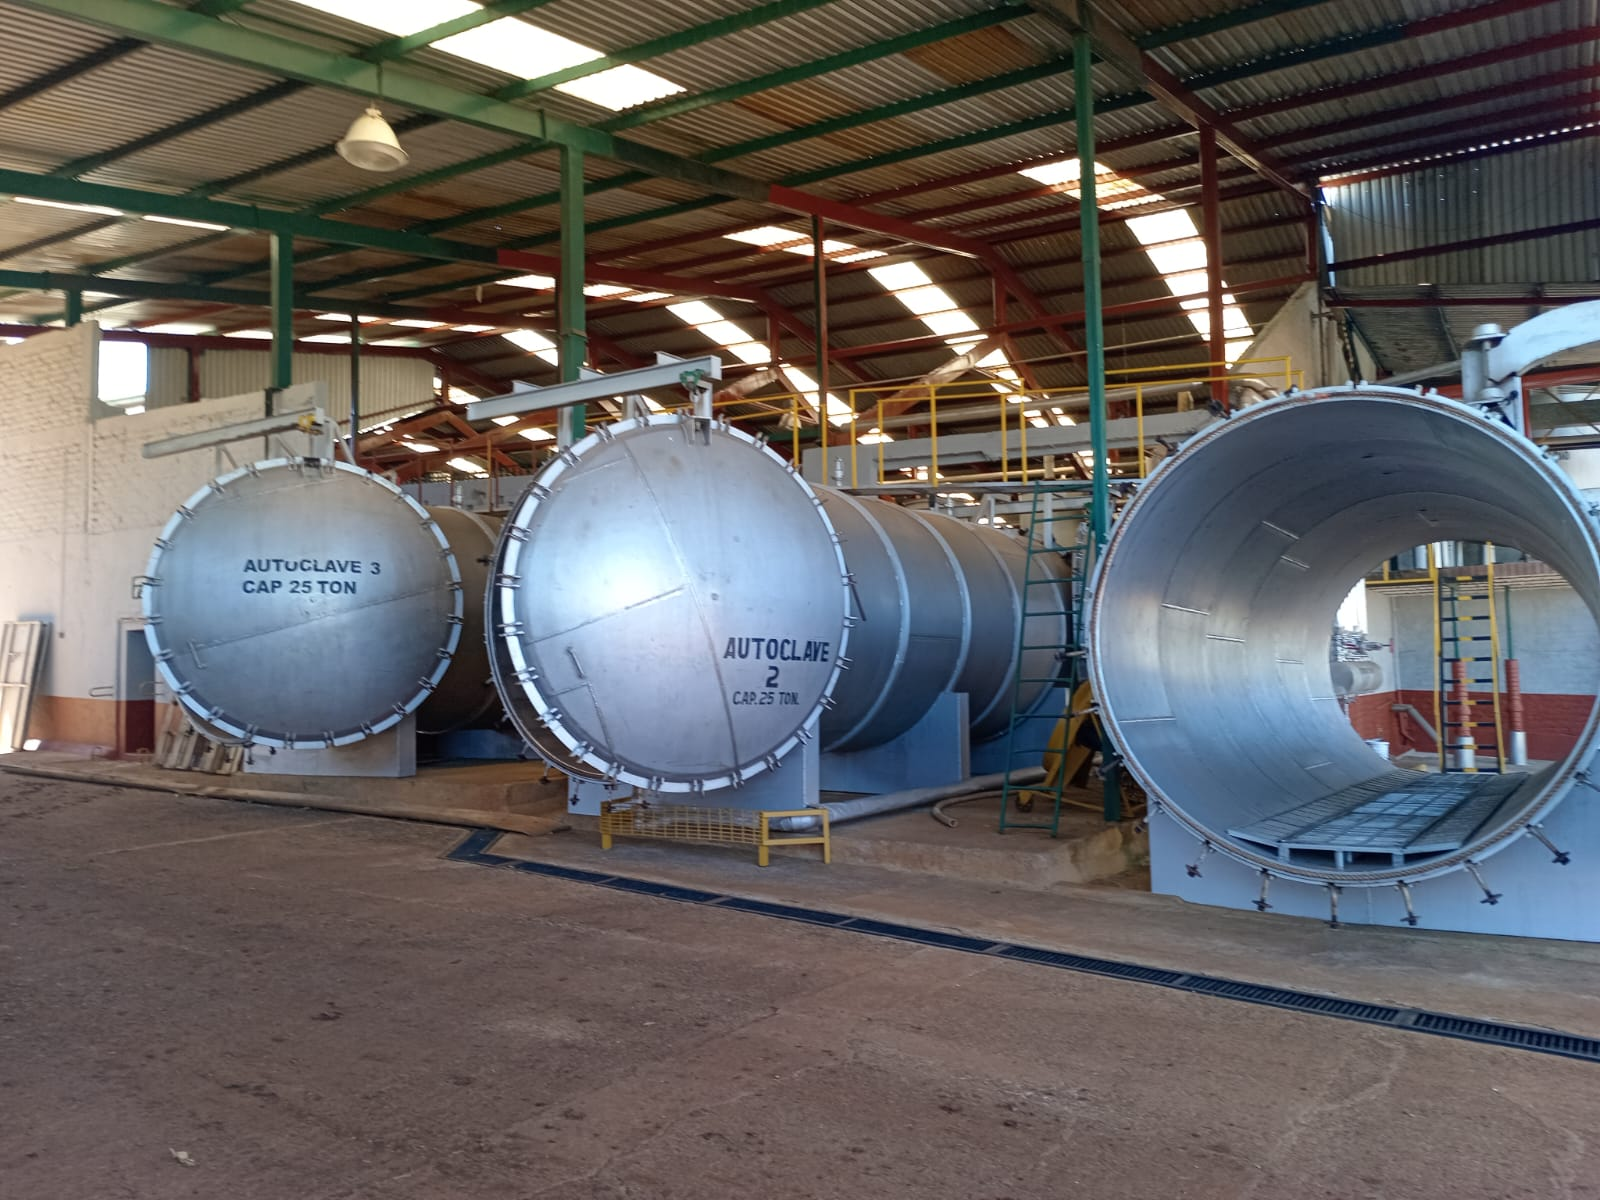 AUTOCLAVE 3
CAP 25 TON
AUTOCLAVE
2
CAP. 25 TON.